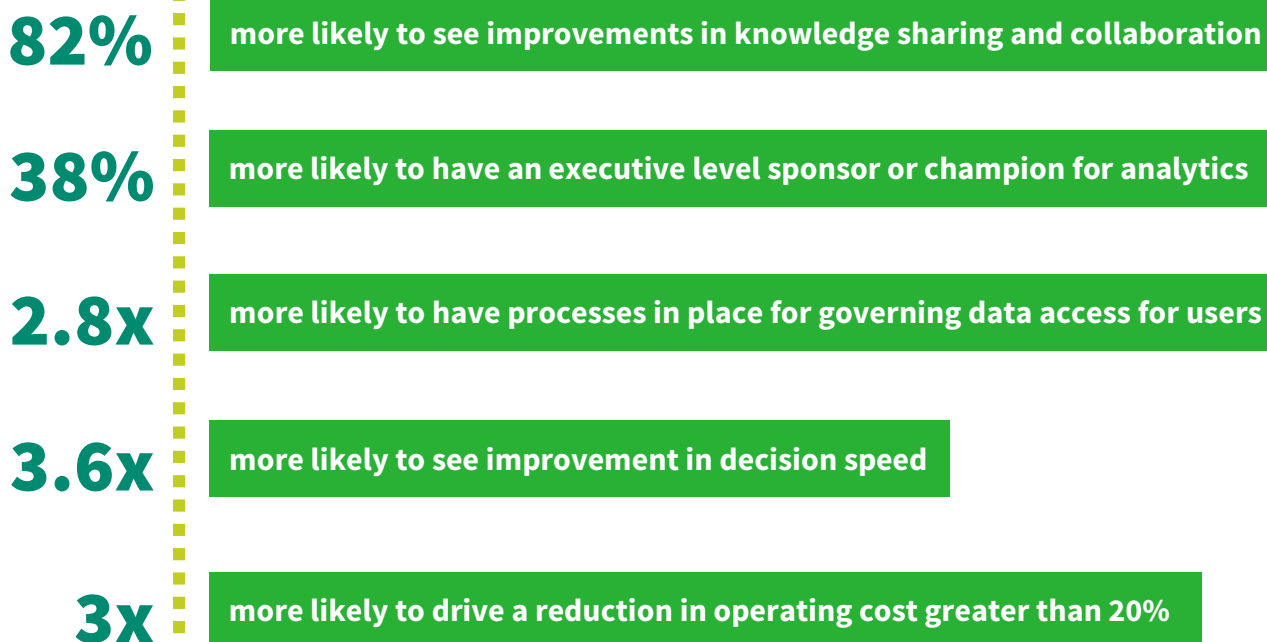 82% more likely to see improvements in knowledge sharing and collaboration
38% more likely to have an executive level sponsor or champion for analytics
2.8x more likely to have processes in place for governing data access for users
3.6x more likely to see improvement in decision speed
3x more likely to drive a reduction in operating cost greater than 20%